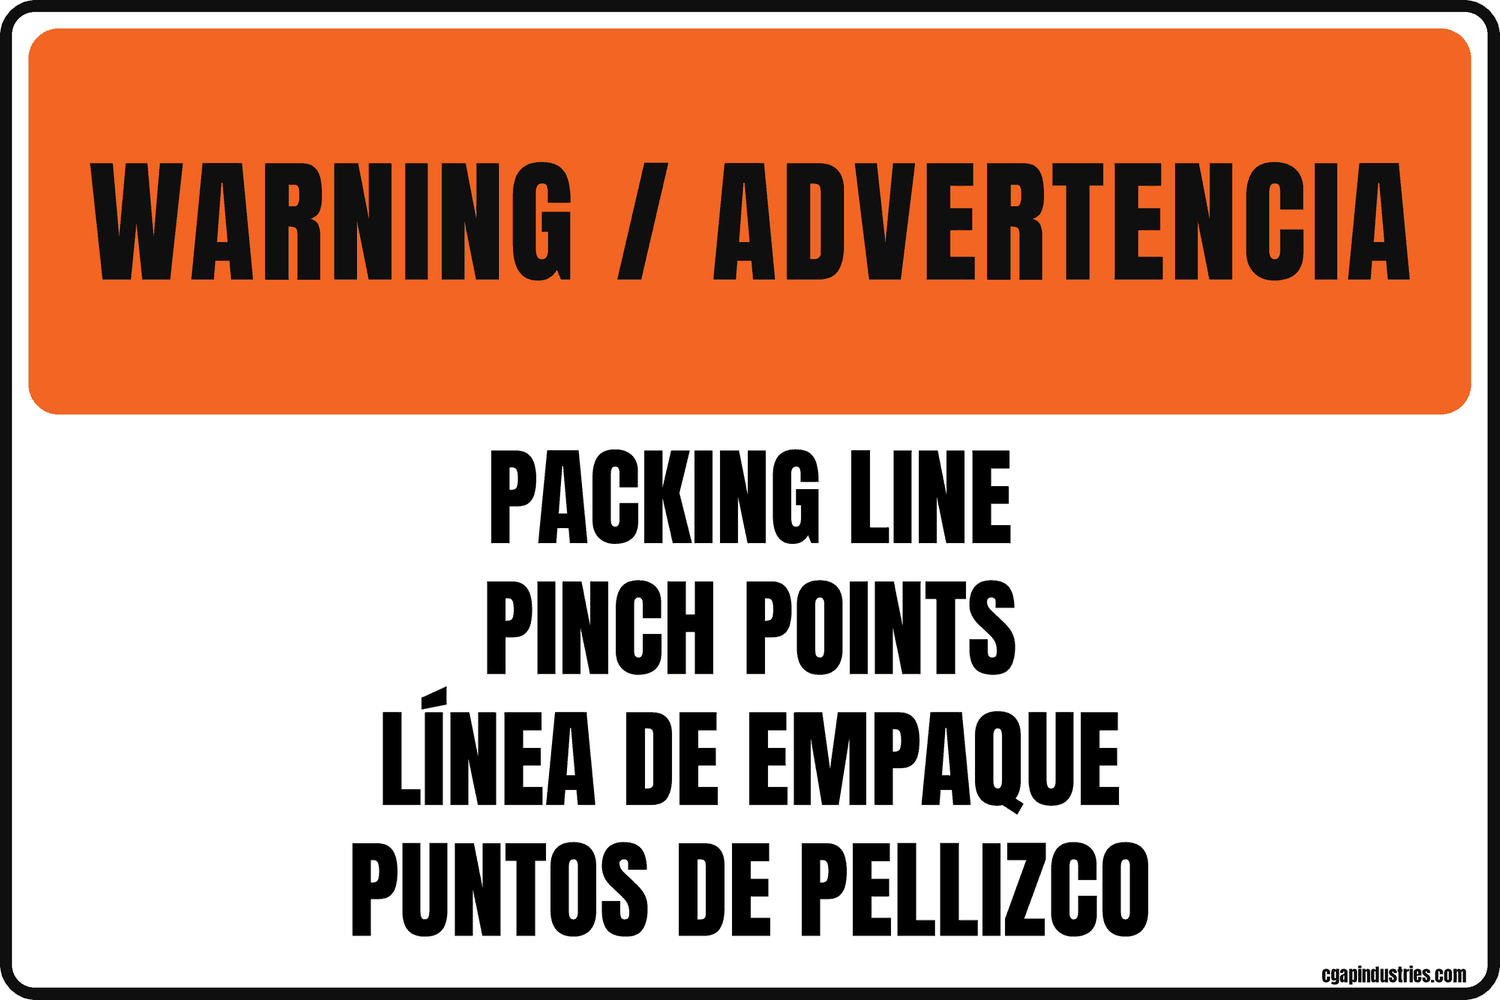 WARNING / ADVERTENCIA
PACKING LINE
PINCH POINTS
LÍNEA DE EMPAQUE
PUNTOS DE PELLIZCO
cgapindustries.com